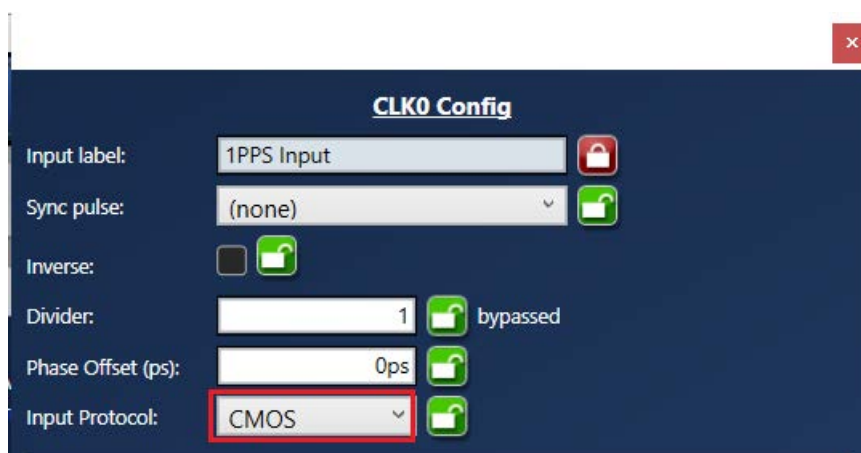 CLK0 Config
Input label: 1PPS Input
Sync pulse: (none)
Inverse:
Divider: 1 bypassed
Phase Offset (ps): 0ps
Input Protocol: CMOS